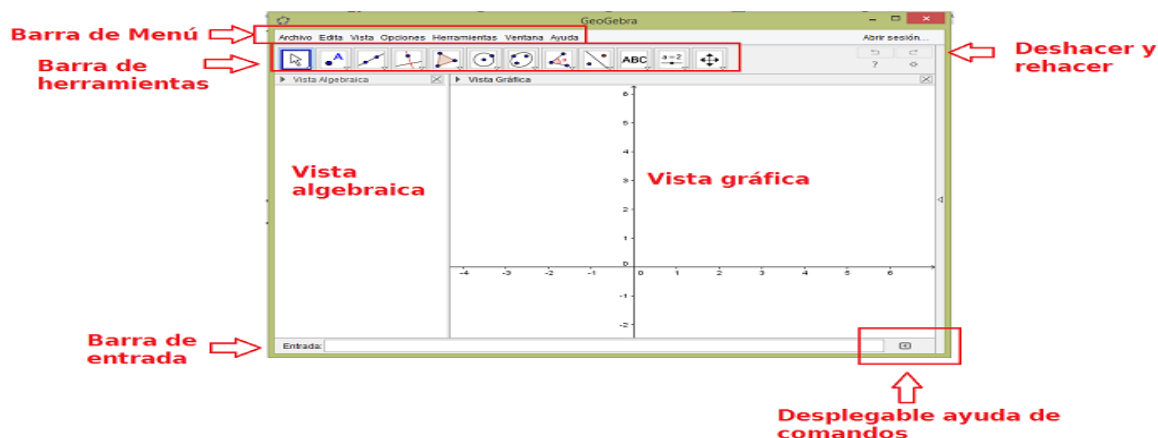 GeoGebra
Barra de Menú
Archivo Edita Vista Opciones Herramientas Ventana Ayuda
Abrir sesión...
Barra de
herramientas
A
ABC
a=2
?
Deshacer y
rehacer
Vista Algebraica
Vista Gráfica
Vista
algebraica
Vista gráfica
6
5
4
3
2
1
0
-1
-2
-4 -3 -2 -1 0 1 2 3 4 5 6
Barra de
entrada
Entrada:
Desplegable ayuda de
comandos